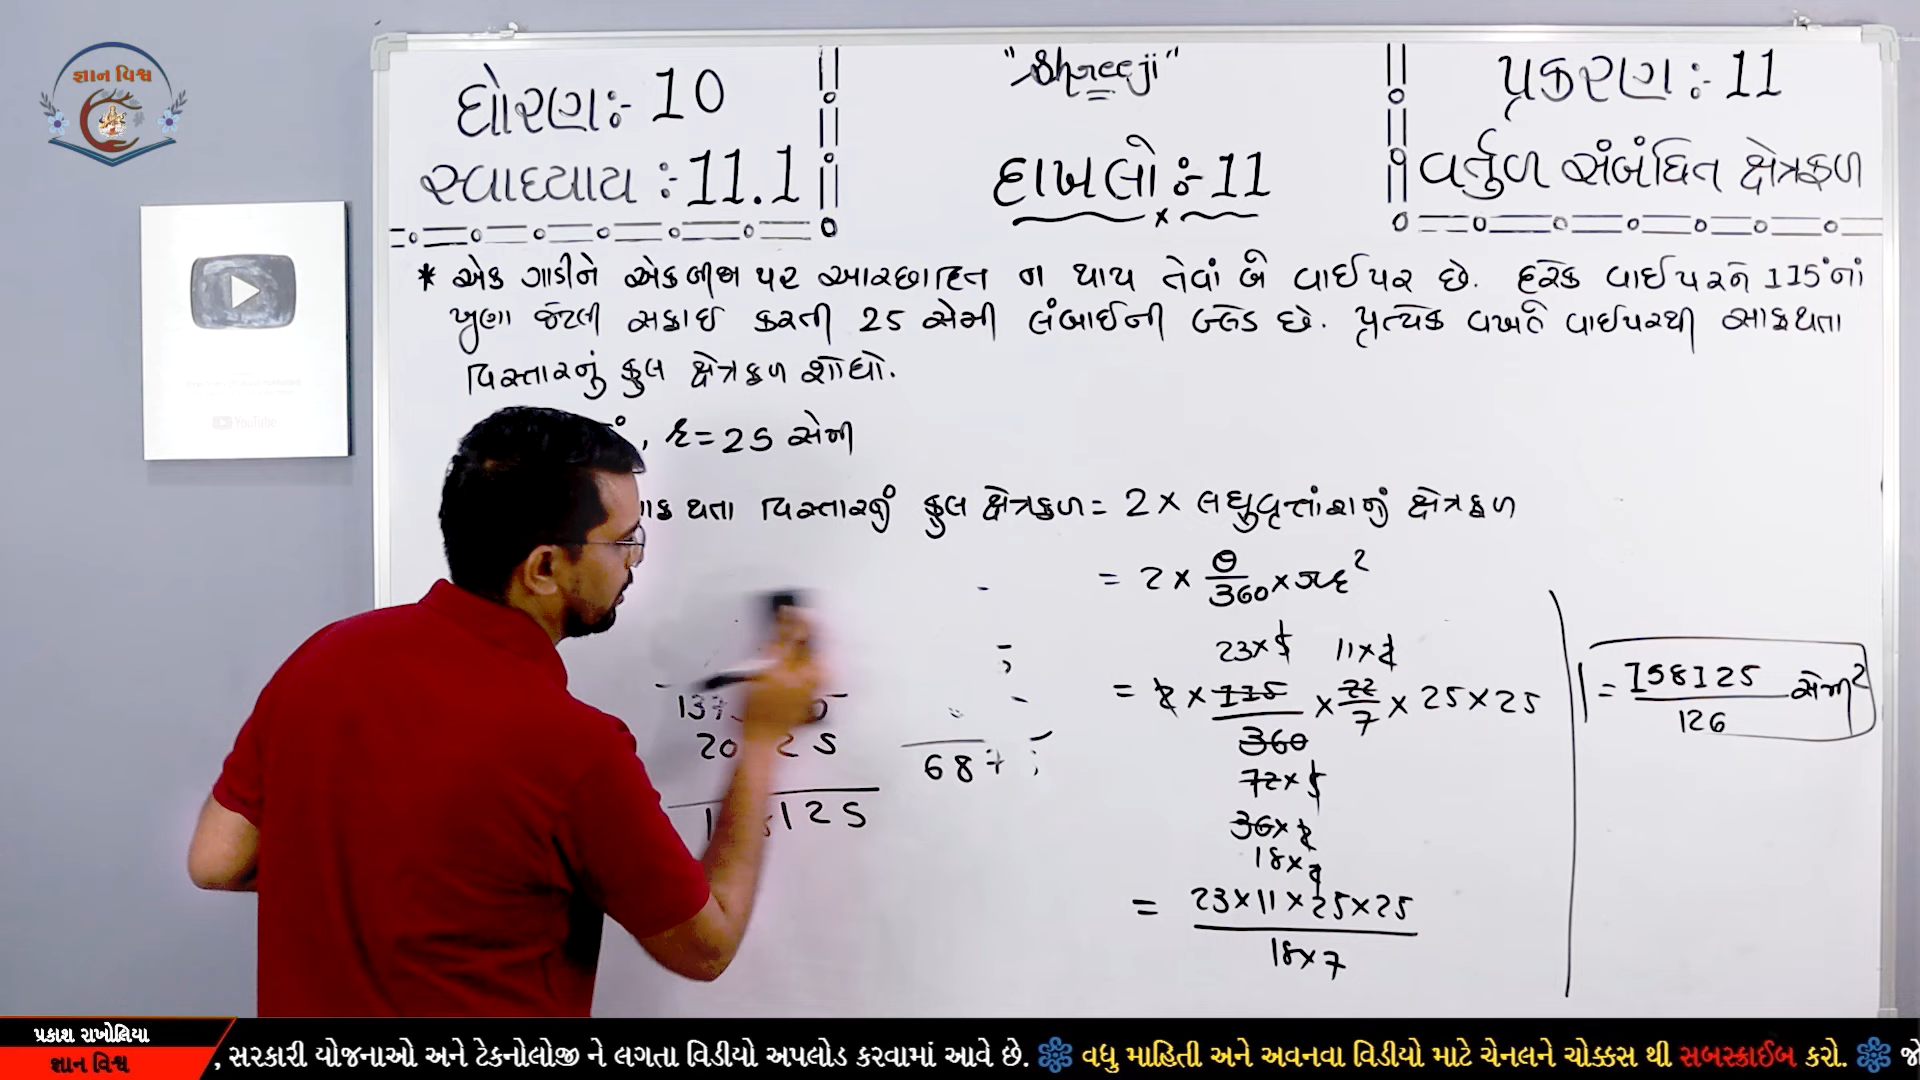 જ્ઞાન વિશ્વ
ધોરણ:- 10
સ્વાધ્યાય :- 11.1
"Shreeji"
દાખલો :- 11
પ્રકરણ :- 11
વર્તુળ સંબંધિત ક્ષેત્રફળ
* એક ગાડીને એકબીજા પર આચ્છાદિત ન થાય તેવાં બે વાઈપર છે. દરેક વાઈપરને 115°નાં
ખુણા જેટલી સફાઈ કરતી 25 સેમી લંબાઈની બ્લેડ છે. પ્રત્યેક વખતે વાઈપરથી સાફ થતા
વિસ્તારનું કુલ ક્ષેત્રફળ શોધો.
, r = 25 સેમી
થતા વિસ્તારનું કુલ ક્ષેત્રફળ = 2 × લઘુવૃત્તાંશનું ક્ષેત્રફળ
= 2 × θ/360 × πr²
23×5 11×2
= 2 × 115/360 × 22/7 × 25 × 25
72×5
36×2
18×2
= 23×11×25×25
18×7
= 158125/126 સેમી²
687
125
YouTube
પ્રકાશ રાખોલિયા
જ્ઞાન વિશ્વ
, સરકારી યોજનાઓ અને ટેકનોલોજી ને લગતા વિડીયો અપલોડ કરવામાં આવે છે. વધુ માહિતી અને અવનવા વિડીયો માટે ચેનલને ચોક્કસ થી સબસ્ક્રાઈબ કરો. જો